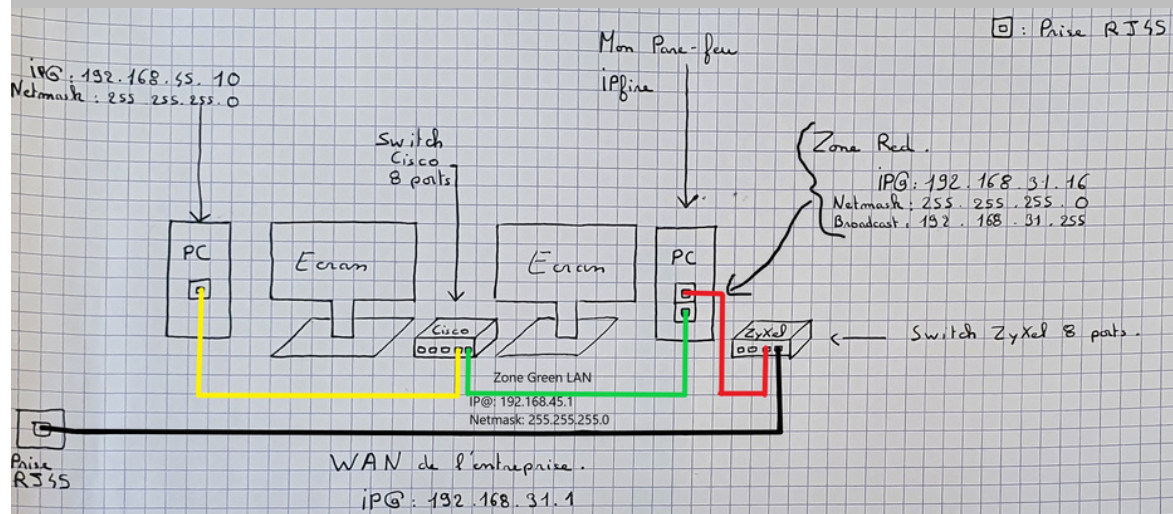 Prise RJ45
Mon Pare-feu
iPfire
iP@: 192.168.45.10
Netmask: 255.255.255.0
Switch
Cisco
8 ports
Zone Red.
iP@: 192.168.31.16
Netmask: 255.255.255.0
Broadcast: 192.168.31.255
PC
Ecran
Ecran
PC
Cisco
ZyXel
Switch ZyXel 8 ports.
Zone Green LAN
IP@: 192.168.45.1
Netmask: 255.255.255.0
Prise
RJ45
WAN de l'entreprise.
iP@: 192.168.31.1